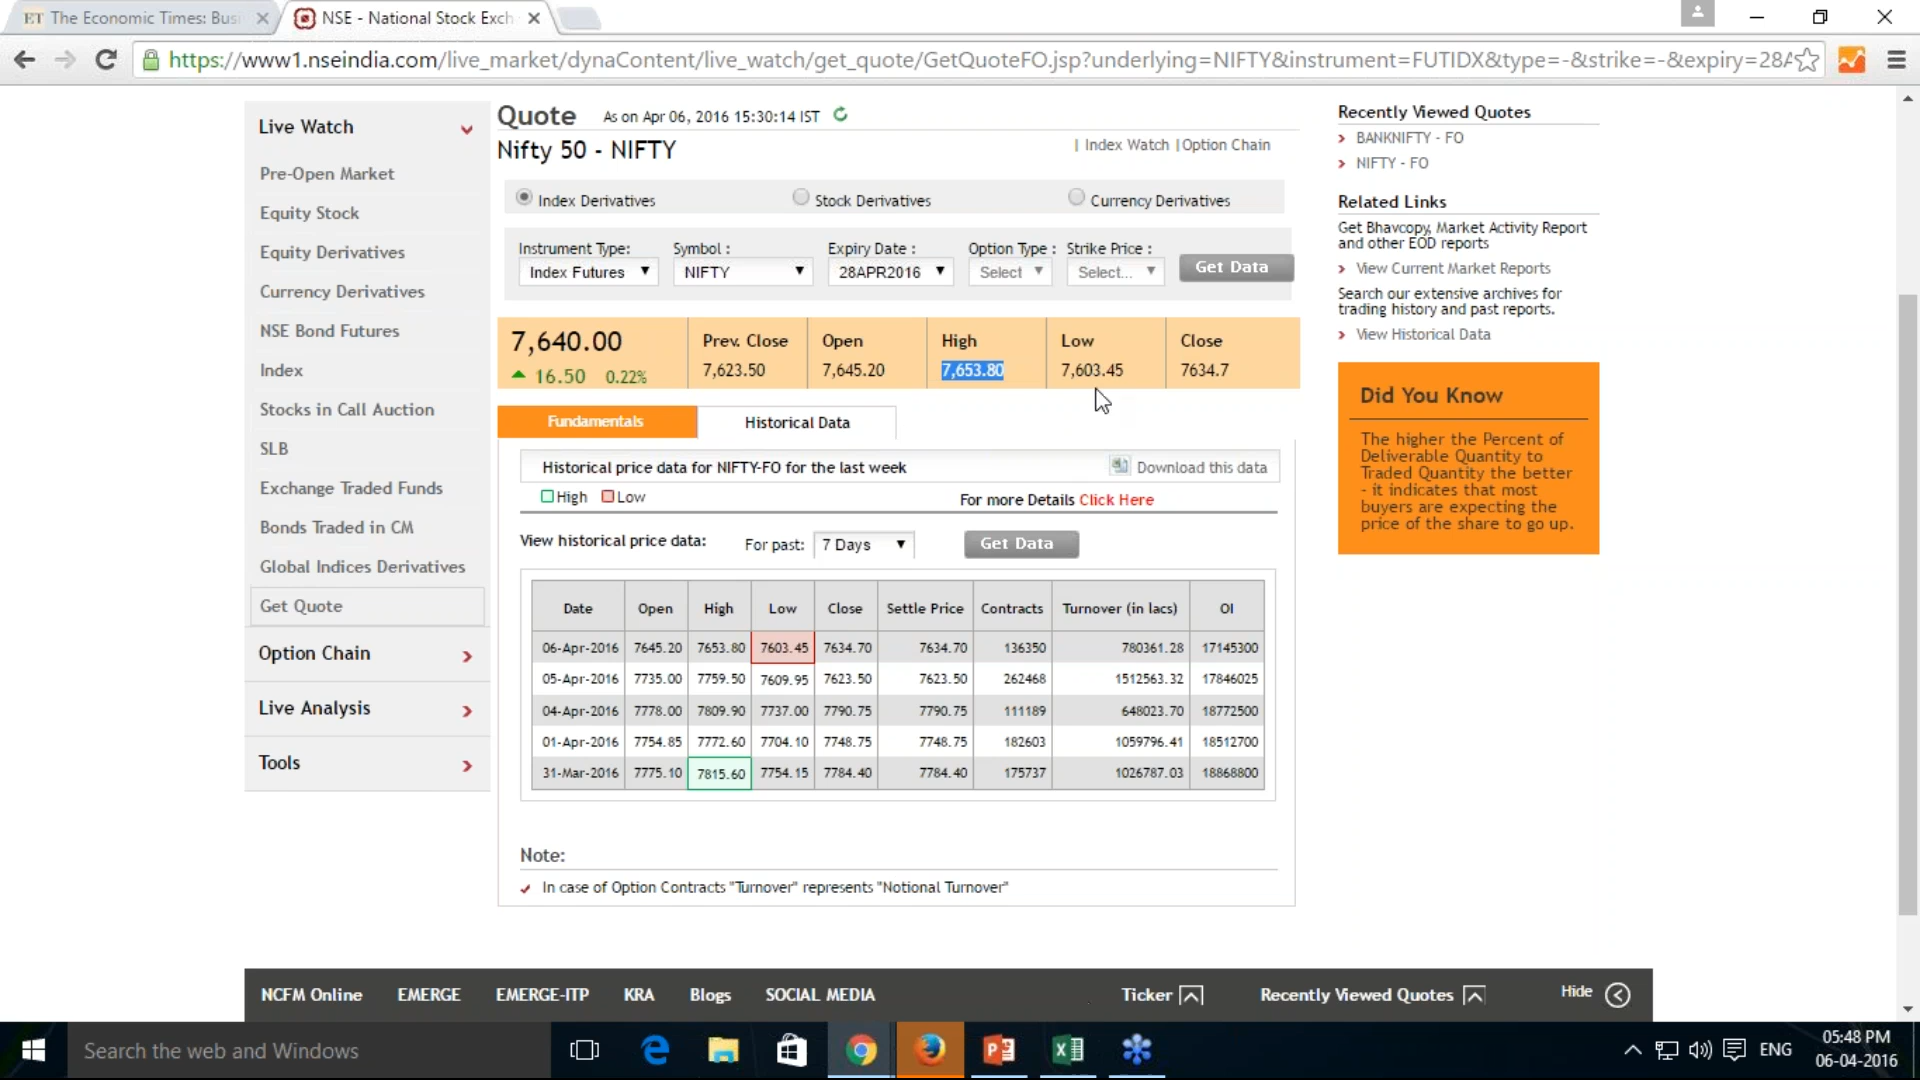 ET The Economic Times: Busi
NSE - National Stock Exch
https://www1.nseindia.com/live_market/dynaContent/live_watch/get_quote/GetQuoteFO.jsp?underlying=NIFTY&instrument=FUTIDX&type=-&strike=-&expiry=28A
Live Watch
Pre-Open Market
Equity Stock
Equity Derivatives
Currency Derivatives
NSE Bond Futures
Index
Stocks in Call Auction
SLB
Exchange Traded Funds
Bonds Traded in CM
Global Indices Derivatives
Get Quote
Option Chain
Live Analysis
Tools
Quote As on Apr 06, 2016 15:30:14 IST
Nifty 50 - NIFTY
| Index Watch |Option Chain
Index Derivatives Stock Derivatives Currency Derivatives
Instrument Type: Symbol : Expiry Date : Option Type : Strike Price :
Index Futures NIFTY 28APR2016 Select Select... Get Data
7,640.00 Prev. Close Open High Low Close
16.50 0.22% 7,623.50 7,645.20 7,653.80 7,603.45 7634.7
Fundamentals Historical Data
Historical price data for NIFTY-FO for the last week Download this data
High Low For more Details Click Here
View historical price data: For past: 7 Days Get Data
Date Open High Low Close Settle Price Contracts Turnover (in lacs) OI
06-Apr-2016 7645.20 7653.80 7603.45 7634.70 7634.70 136350 780361.28 17145300
05-Apr-2016 7735.00 7759.50 7609.95 7623.50 7623.50 262468 1512563.32 17846025
04-Apr-2016 7778.00 7809.90 7737.00 7790.75 7790.75 111189 648023.70 18772500
01-Apr-2016 7754.85 7772.60 7704.10 7748.75 7748.75 182603 1059796.41 18512700
31-Mar-2016 7775.10 7815.60 7754.15 7784.40 7784.40 175737 1026787.03 18868800
Note:
In case of Option Contracts "Turnover" represents "Notional Turnover"
Recently Viewed Quotes
BANKNIFTY - FO
NIFTY - FO
Related Links
Get Bhavcopy, Market Activity Report
and other EOD reports
View Current Market Reports
Search our extensive archives for
trading history and past reports.
View Historical Data
Did You Know
The higher the Percent of
Deliverable Quantity to
Traded Quantity the better
- it indicates that most
buyers are expecting the
price of the share to go up.
NCFM Online EMERGE EMERGE-ITP KRA Blogs SOCIAL MEDIA Ticker Recently Viewed Quotes Hide
Search the web and Windows
ENG
05:48 PM
06-04-2016